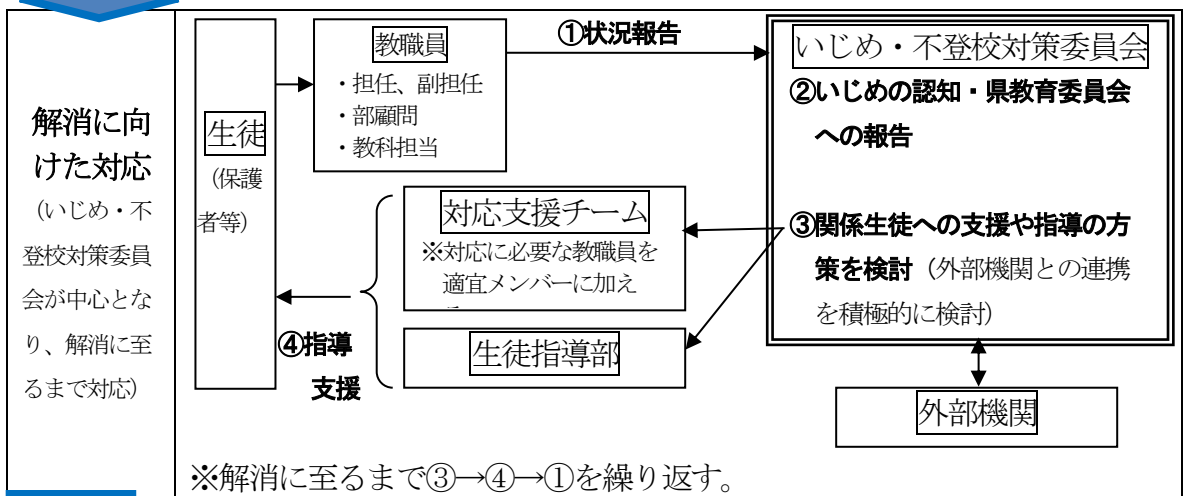 解消に向
けた対応
（いじめ・不
登校対策委員
会が中心とな
り、解消に至
るまで対応）
生徒
（保護
者等）
教職員
・担任、副担任
・部顧問
・教科担当
①状況報告
いじめ・不登校対策委員会
②いじめの認知・県教育委員会
への報告
③関係生徒への支援や指導の方
策を検討（外部機関との連携
を積極的に検討）
対応支援チーム
※対応に必要な教職員を
適宜メンバーに加え
生徒指導部
④指導
支援
外部機関
※解消に至るまで③→④→①を繰り返す。